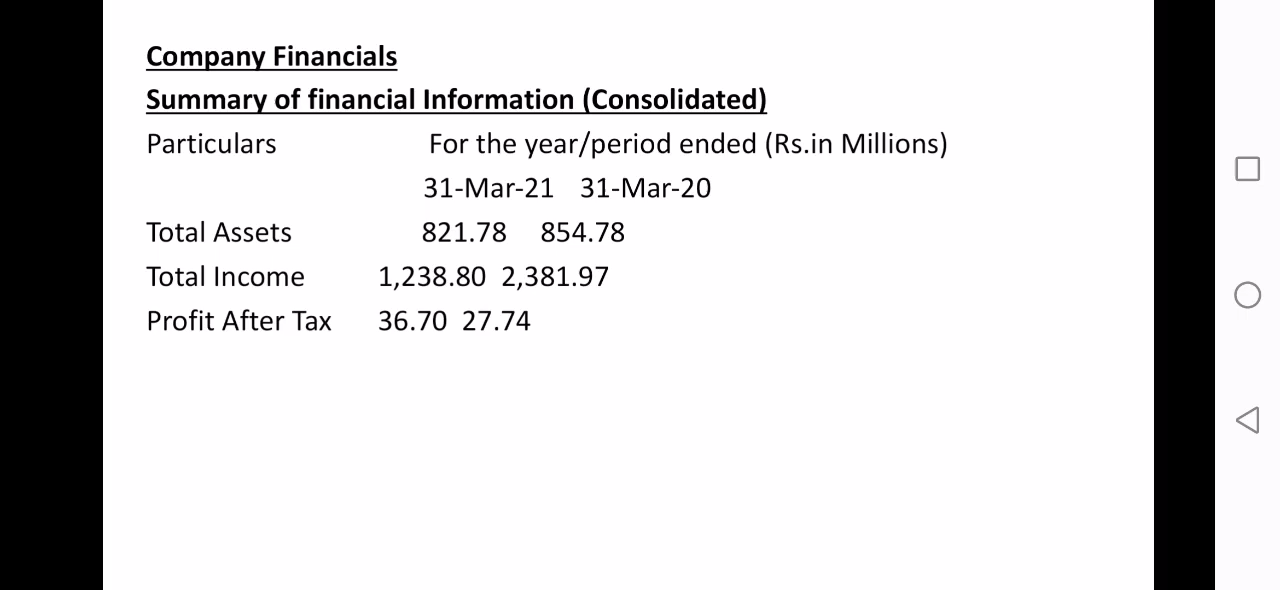 Company Financials
Summary of financial Information (Consolidated)
Particulars For the year/period ended (Rs.in Millions)
31-Mar-21 31-Mar-20
Total Assets 821.78 854.78
Total Income 1,238.80 2,381.97
Profit After Tax 36.70 27.74